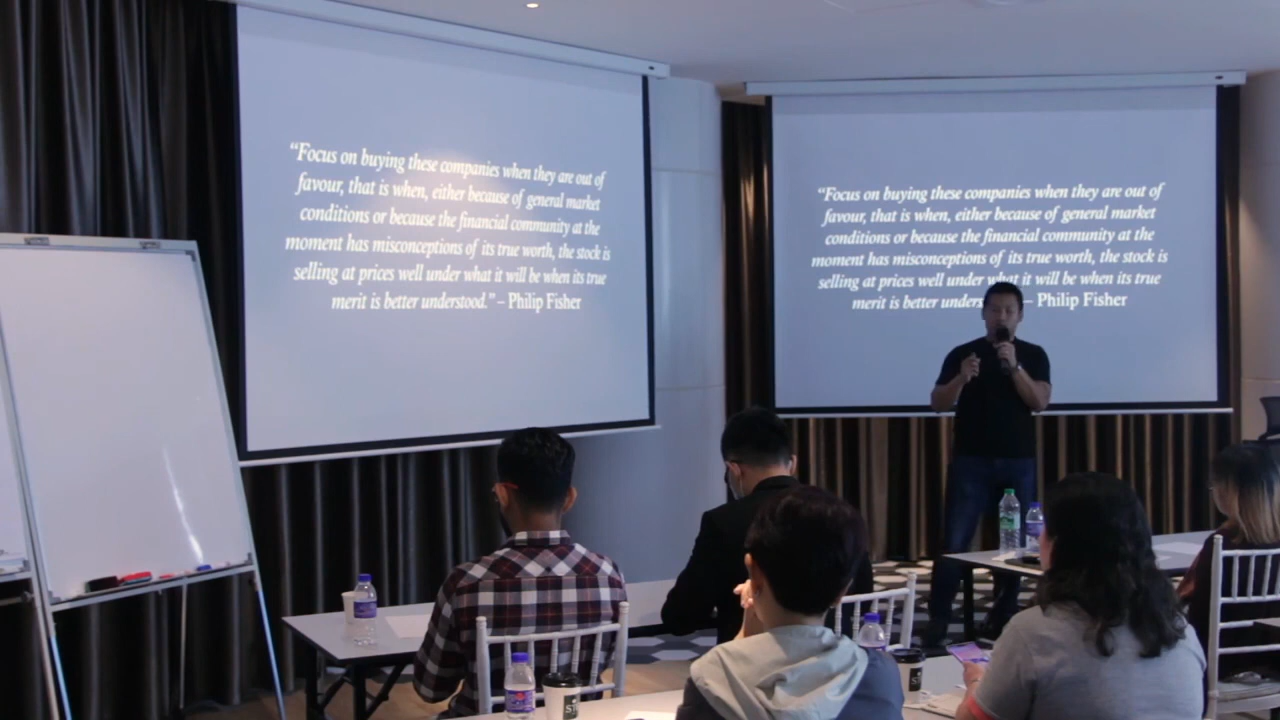 “Focus on buying these companies when they are out of
favour, that is when, either because of general market
conditions or because the financial community at the
moment has misconceptions of its true worth, the stock is
selling at prices well under what it will be when its true
merit is better understood.” – Philip Fisher
“Focus on buying these companies when they are out of
favour, that is when, either because of general market
conditions or because the financial community at the
moment has misconceptions of its true worth, the stock is
selling at prices well under what it will be when its true
merit is better – Philip Fisher